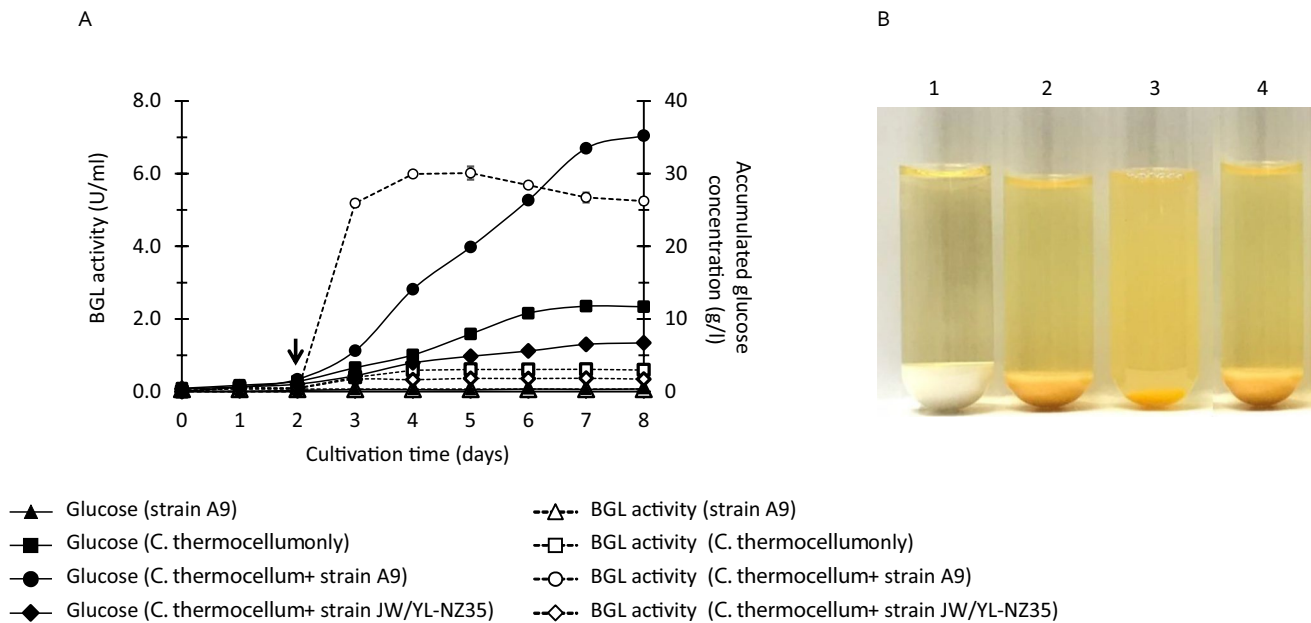 A
B
8.0
6.0
4.0
2.0
0.0
BGL activity (U/ml)
40
30
20
10
0
Accumulated glucose
concentration (g/l)
0 1 2 3 4 5 6 7 8
Cultivation time (days)
1 2 3 4
Glucose (strain A9)
Glucose (C. thermocellumonly)
Glucose (C. thermocellum+ strain A9)
Glucose (C. thermocellum+ strain JW/YL-NZ35)
BGL activity (strain A9)
BGL activity (C. thermocellumonly)
BGL activity (C. thermocellum+ strain A9)
BGL activity (C. thermocellum+ strain JW/YL-NZ35)